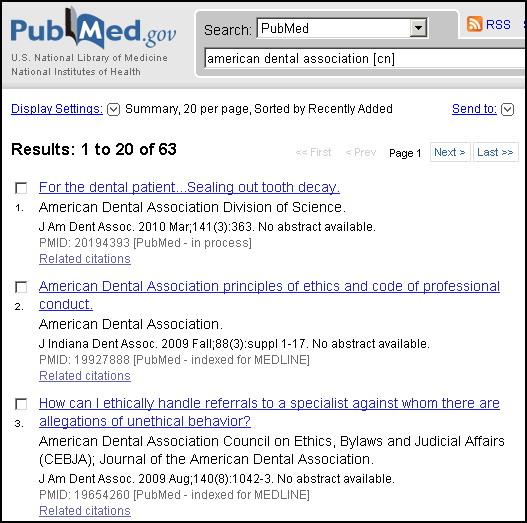 PubMed.gov
U.S. National Library of Medicine
National Institutes of Health
Search: PubMed
RSS
american dental association [cn]
Display Settings: Summary, 20 per page, Sorted by Recently Added Send to:
Results: 1 to 20 of 63
<< First < Prev Page 1 Next > Last >>
For the dental patient...Sealing out tooth decay.
1. American Dental Association Division of Science.
J Am Dent Assoc. 2010 Mar;141(3):363. No abstract available.
PMID: 20194393 [PubMed - in process]
Related citations
American Dental Association principles of ethics and code of professional
2. conduct.
American Dental Association.
J Indiana Dent Assoc. 2009 Fall;88(3):suppl 1-17. No abstract available.
PMID: 19927888 [PubMed - indexed for MEDLINE]
Related citations
How can I ethically handle referrals to a specialist against whom there are
3. allegations of unethical behavior?
American Dental Association Council on Ethics, Bylaws and Judicial Affairs
(CEBJA); Journal of the American Dental Association.
J Am Dent Assoc. 2009 Aug;140(8):1042-3. No abstract available.
PMID: 19654260 [PubMed - indexed for MEDLINE]
Related citations